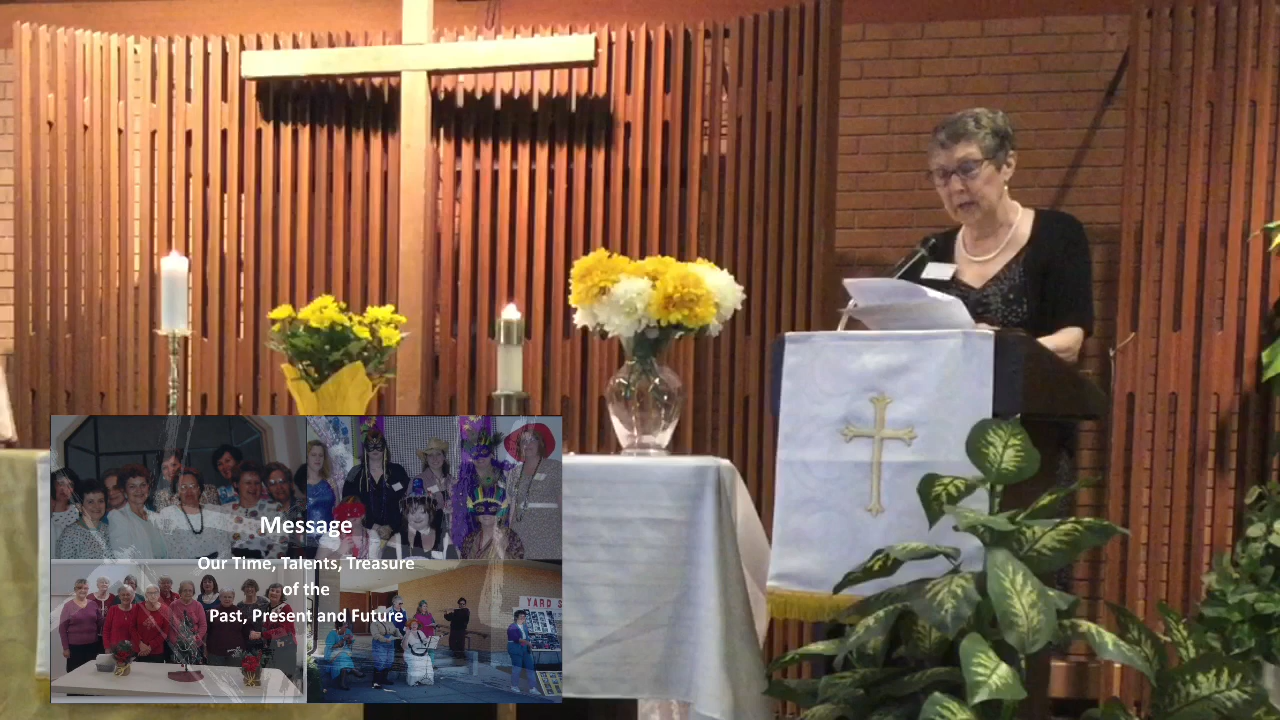 Message
Our Time, Talents, Treasure
of the
Past, Present and Future
YARD S